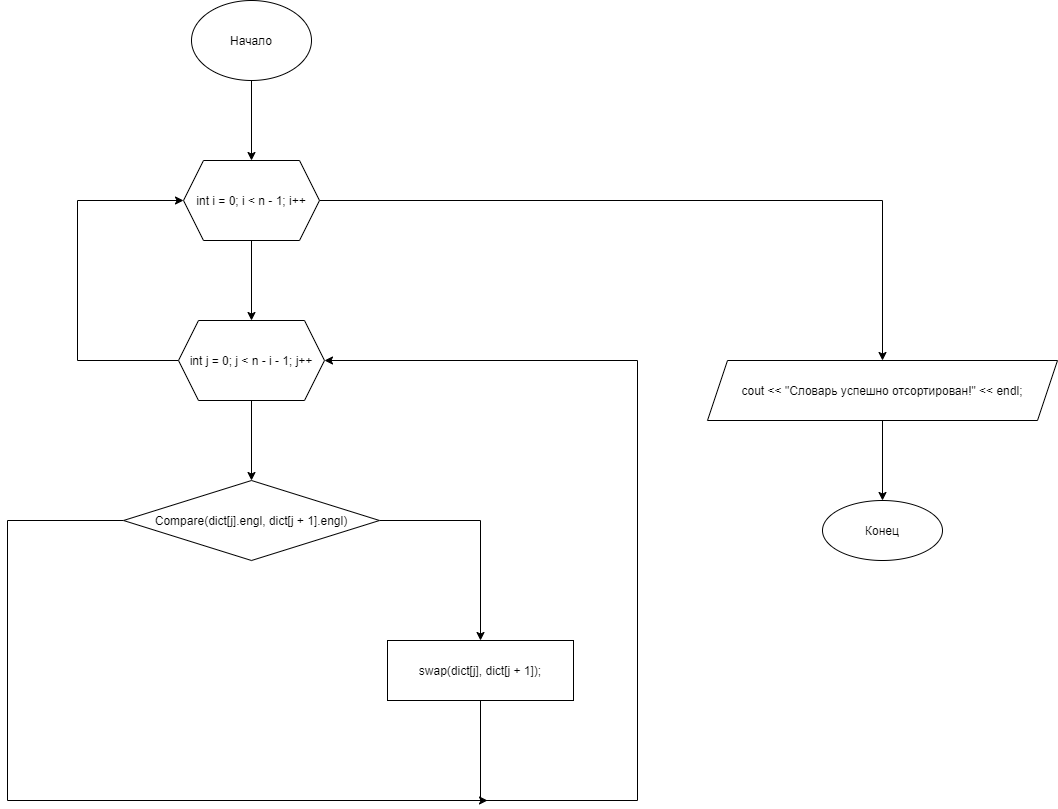 Начало
int i = 0; i < n - 1; i++
int j = 0; j < n - i - 1; j++
cout << "Словарь успешно отсортирован!" << endl;
Compare(dict[j].engl, dict[j + 1].engl)
Конец
swap(dict[j], dict[j + 1]);